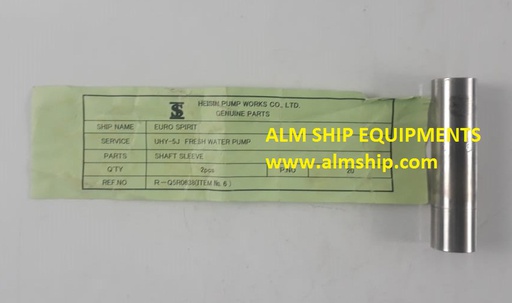 HEISHIN PUMP WORKS CO., LTD.
GENUINE PARTS
SHIP NAME EURO SPIRIT
SERVICE UHY-5J FRESH WATER PUMP
PARTS SHAFT SLEEVE
Q'TY 2pcs P.NO 20
REF.NO
ALM SHIP EQUIPMENTS
www.almship.com